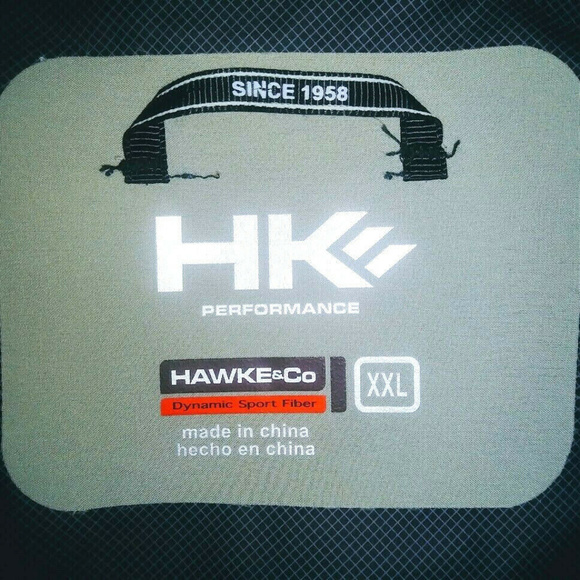 SINCE 1958
HK
PERFORMANCE
HAWKE&Co
XXL
Dynamic Sport Fiber
made in china
hecho en china